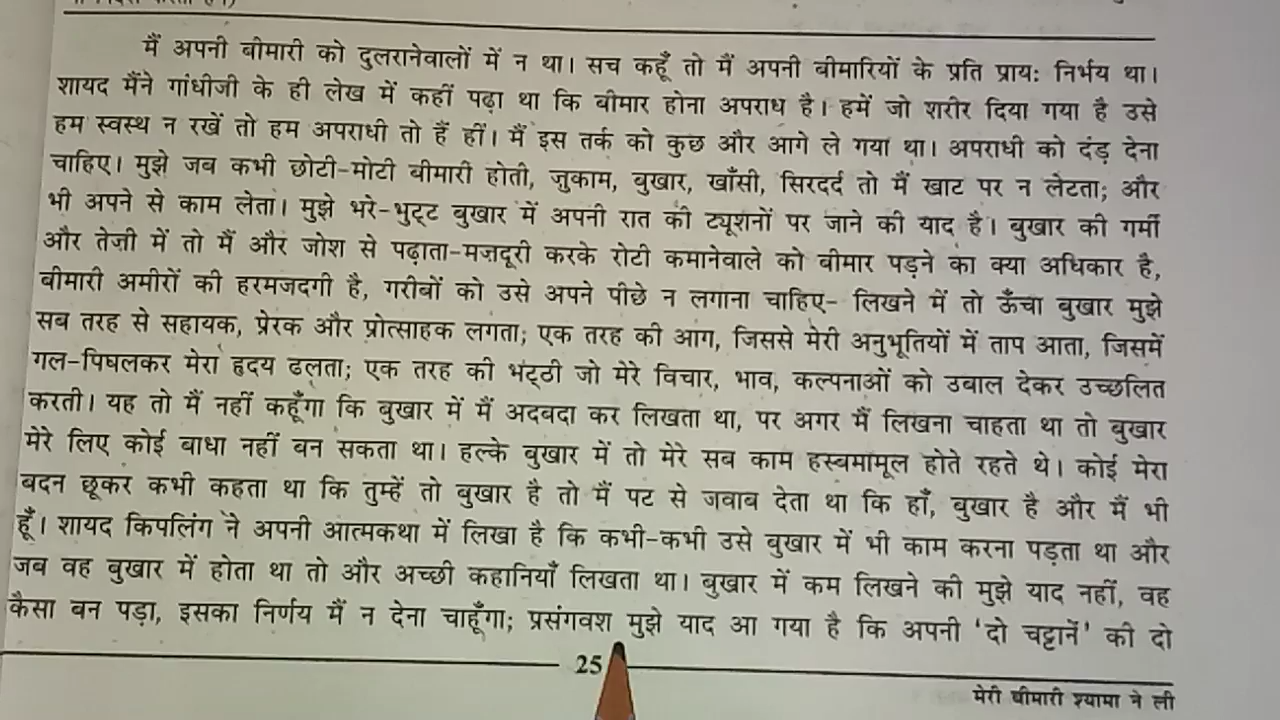 मैं अपनी बीमारी को दुलरानेवालों में न था। सच कहूँ तो मैं अपनी बीमारियों के प्रति प्रायः निर्भय था।
शायद मैंने गांधीजी के ही लेख में कहीं पढ़ा था कि बीमार होना अपराध है। हमें जो शरीर दिया गया है उसे
हम स्वस्थ न रखें तो हम अपराधी तो हैं हीं। मैं इस तर्क को कुछ और आगे ले गया था। अपराधी को दंड़ देना
चाहिए। मुझे जब कभी छोटी-मोटी बीमारी होती, जुकाम, बुखार, खाँसी, सिरदर्द तो मैं खाट पर न लेटता; और
भी अपने से काम लेता। मुझे भरे-भुट्ट बुखार में अपनी रात की ट्यूशनों पर जाने की याद है। बुखार की गर्मी
और तेज़ी में तो मैं और जोश से पढ़ाता-मज़दूरी करके रोटी कमानेवाले को बीमार पड़ने का क्या अधिकार है,
बीमारी अमीरों की हरमजदगी है, गरीबों को उसे अपने पीछे न लगाना चाहिए- लिखने में तो ऊँचा बुखार मुझे
सब तरह से सहायक, प्रेरक और प्रोत्साहक लगता; एक तरह की आग, जिससे मेरी अनुभूतियों में ताप आता, जिसमें
गल-पिघलकर मेरा हृदय ढलता; एक तरह की भट्ठी जो मेरे विचार, भाव, कल्पनाओं को उबाल देकर उच्छलित
करती। यह तो मैं नहीं कहूँगा कि बुखार में मैं अदबदा कर लिखता था, पर अगर मैं लिखना चाहता था तो बुखार
मेरे लिए कोई बाधा नहीं बन सकता था। हल्के बुखार में तो मेरे सब काम हस्बमामूल होते रहते थे। कोई मेरा
बदन छूकर कभी कहता था कि तुम्हें तो बुखार है तो मैं पट से जवाब देता था कि हाँ, बुखार है और मैं भी
हूँ। शायद किपलिंग ने अपनी आत्मकथा में लिखा है कि कभी-कभी उसे बुखार में भी काम करना पड़ता था और
जब वह बुखार में होता था तो और अच्छी कहानियाँ लिखता था। बुखार में कम लिखने की मुझे याद नहीं, वह
कैसा बन पड़ा, इसका निर्णय मैं न देना चाहूँगा; प्रसंगवश मुझे याद आ गया है कि अपनी 'दो चट्टानें' की दो
25
मेरी बीमारी श्यामा ने ली